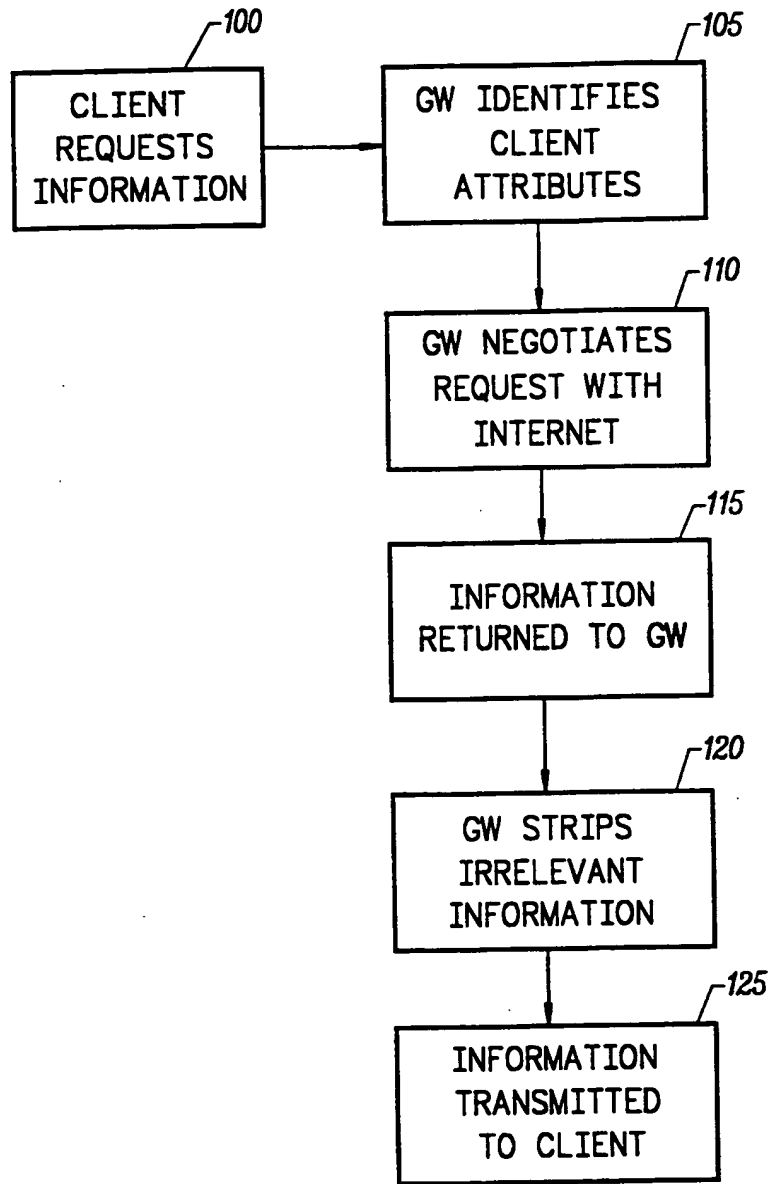 100
CLIENT
REQUESTS
INFORMATION
105
GW IDENTIFIES
CLIENT
ATTRIBUTES
110
GW NEGOTIATES
REQUEST WITH
INTERNET
115
INFORMATION
RETURNED TO GW
120
GW STRIPS
IRRELEVANT
INFORMATION
125
INFORMATION
TRANSMITTED
TO CLIENT